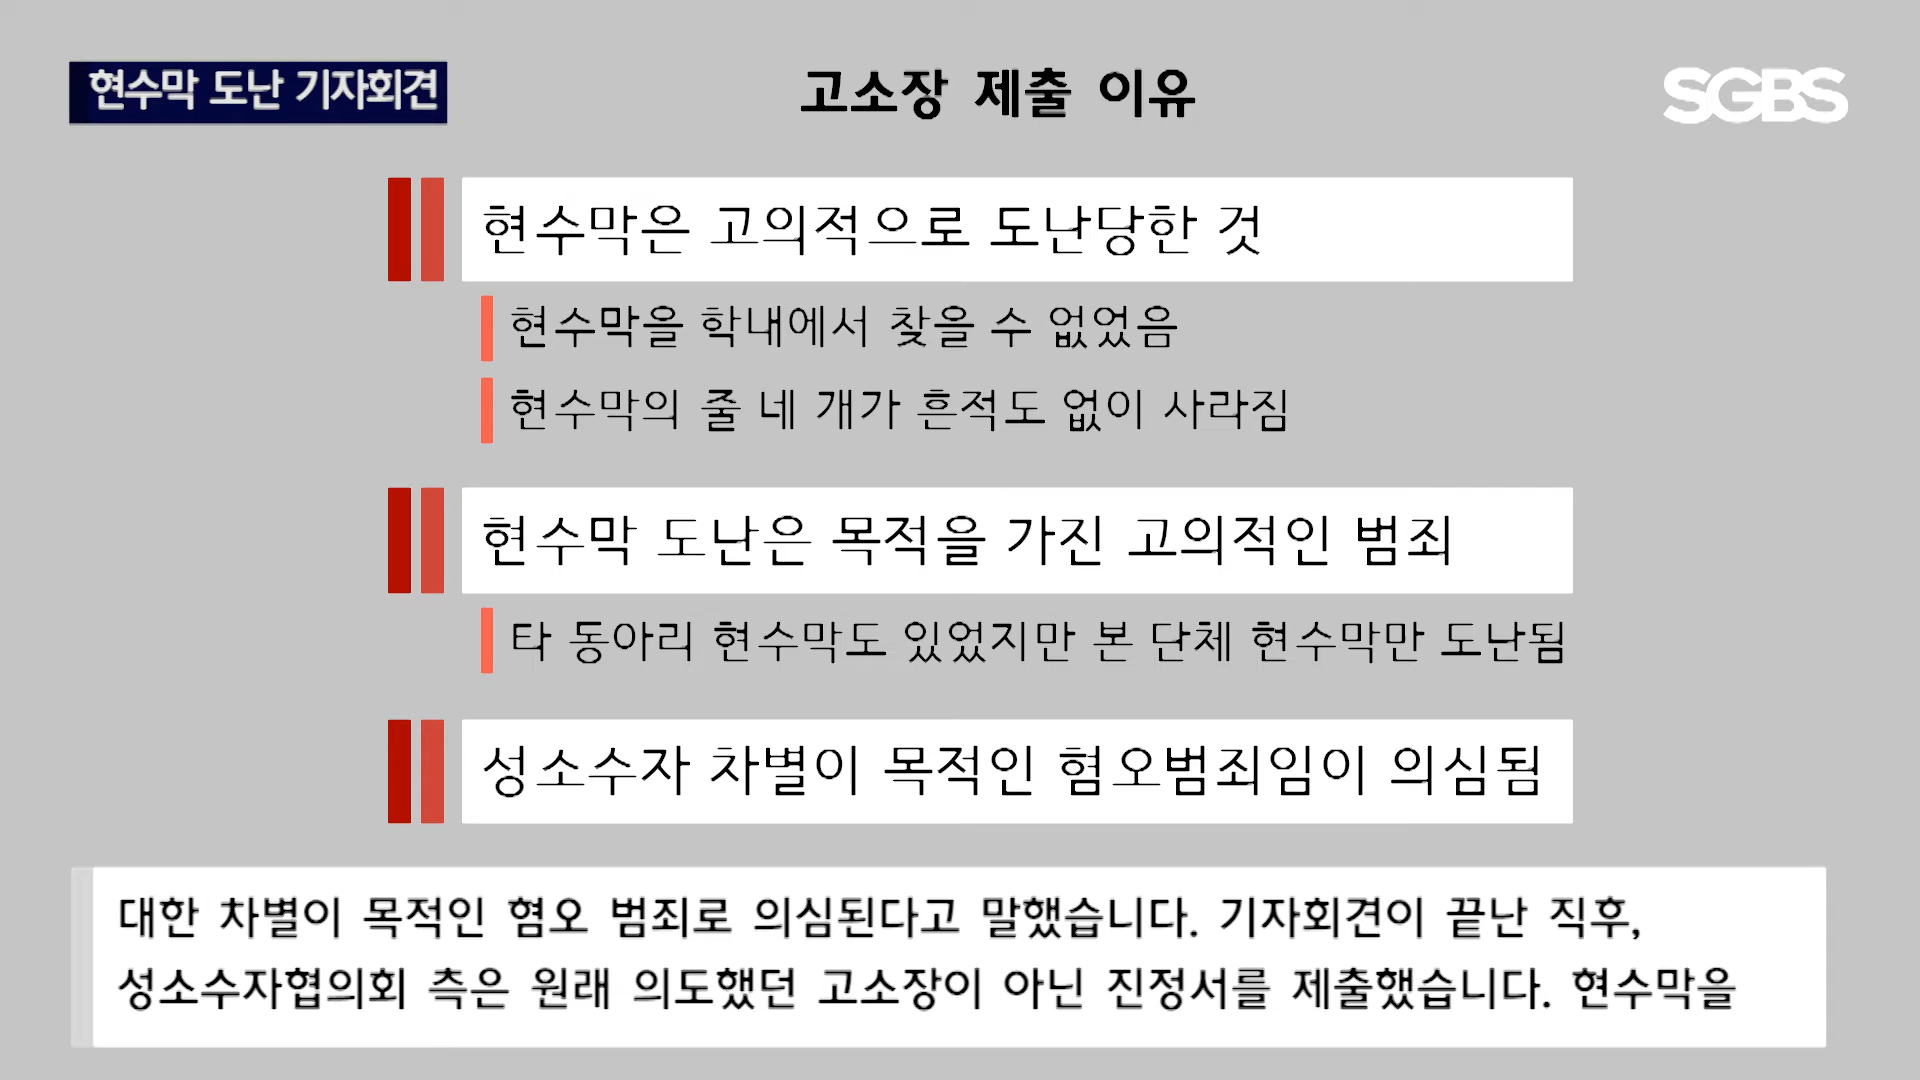 현수막 도난 기자회견
고소장 제출 이유
SGBS
현수막은 고의적으로 도난당한 것
현수막을 학내에서 찾을 수 없었음
현수막의 줄 네 개가 흔적도 없이 사라짐
현수막 도난은 목적을 가진 고의적인 범죄
타 동아리 현수막도 있었지만 본 단체 현수막만 도난됨
성소수자 차별이 목적인 혐오범죄임이 의심됨
대한 차별이 목적인 혐오 범죄로 의심된다고 말했습니다. 기자회견이 끝난 직후,
성소수자협의회 측은 원래 의도했던 고소장이 아닌 진정서를 제출했습니다. 현수막을